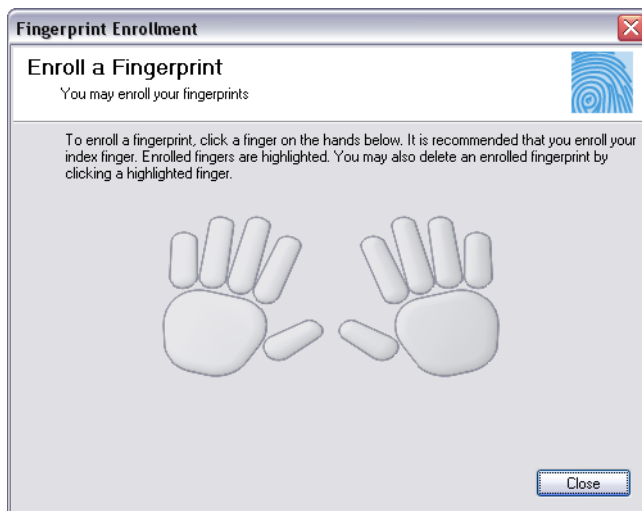 Fingerprint Enrollment
Enroll a Fingerprint
You may enroll your fingerprints
To enroll a fingerprint, click a finger on the hands below. It is recommended that you enroll your
index finger. Enrolled fingers are highlighted. You may also delete an enrolled fingerprint by
clicking a highlighted finger.
Close